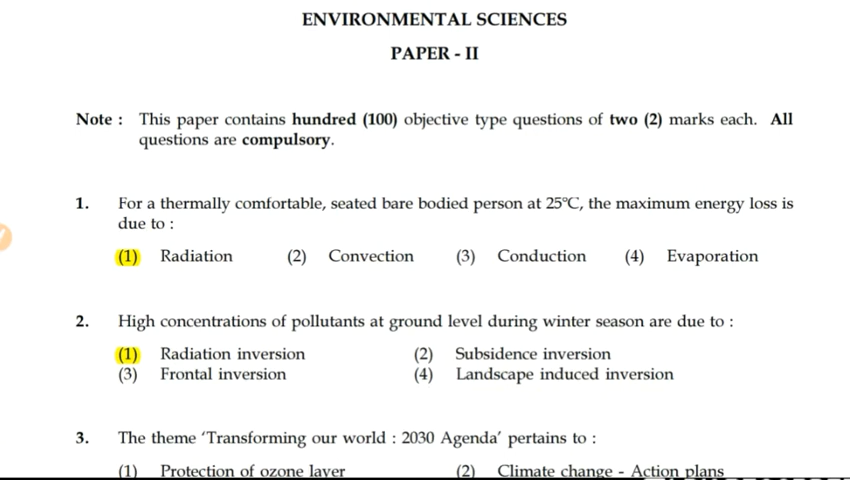 ENVIRONMENTAL SCIENCES
PAPER - II
Note : This paper contains hundred (100) objective type questions of two (2) marks each. All
questions are compulsory.
1. For a thermally comfortable, seated bare bodied person at 25°C, the maximum energy loss is
due to :
(1) Radiation (2) Convection (3) Conduction (4) Evaporation
2. High concentrations of pollutants at ground level during winter season are due to :
(1) Radiation inversion (2) Subsidence inversion
(3) Frontal inversion (4) Landscape induced inversion
3. The theme ‘Transforming our world : 2030 Agenda’ pertains to :
(1) Protection of ozone layer (2) Climate change - Action plans